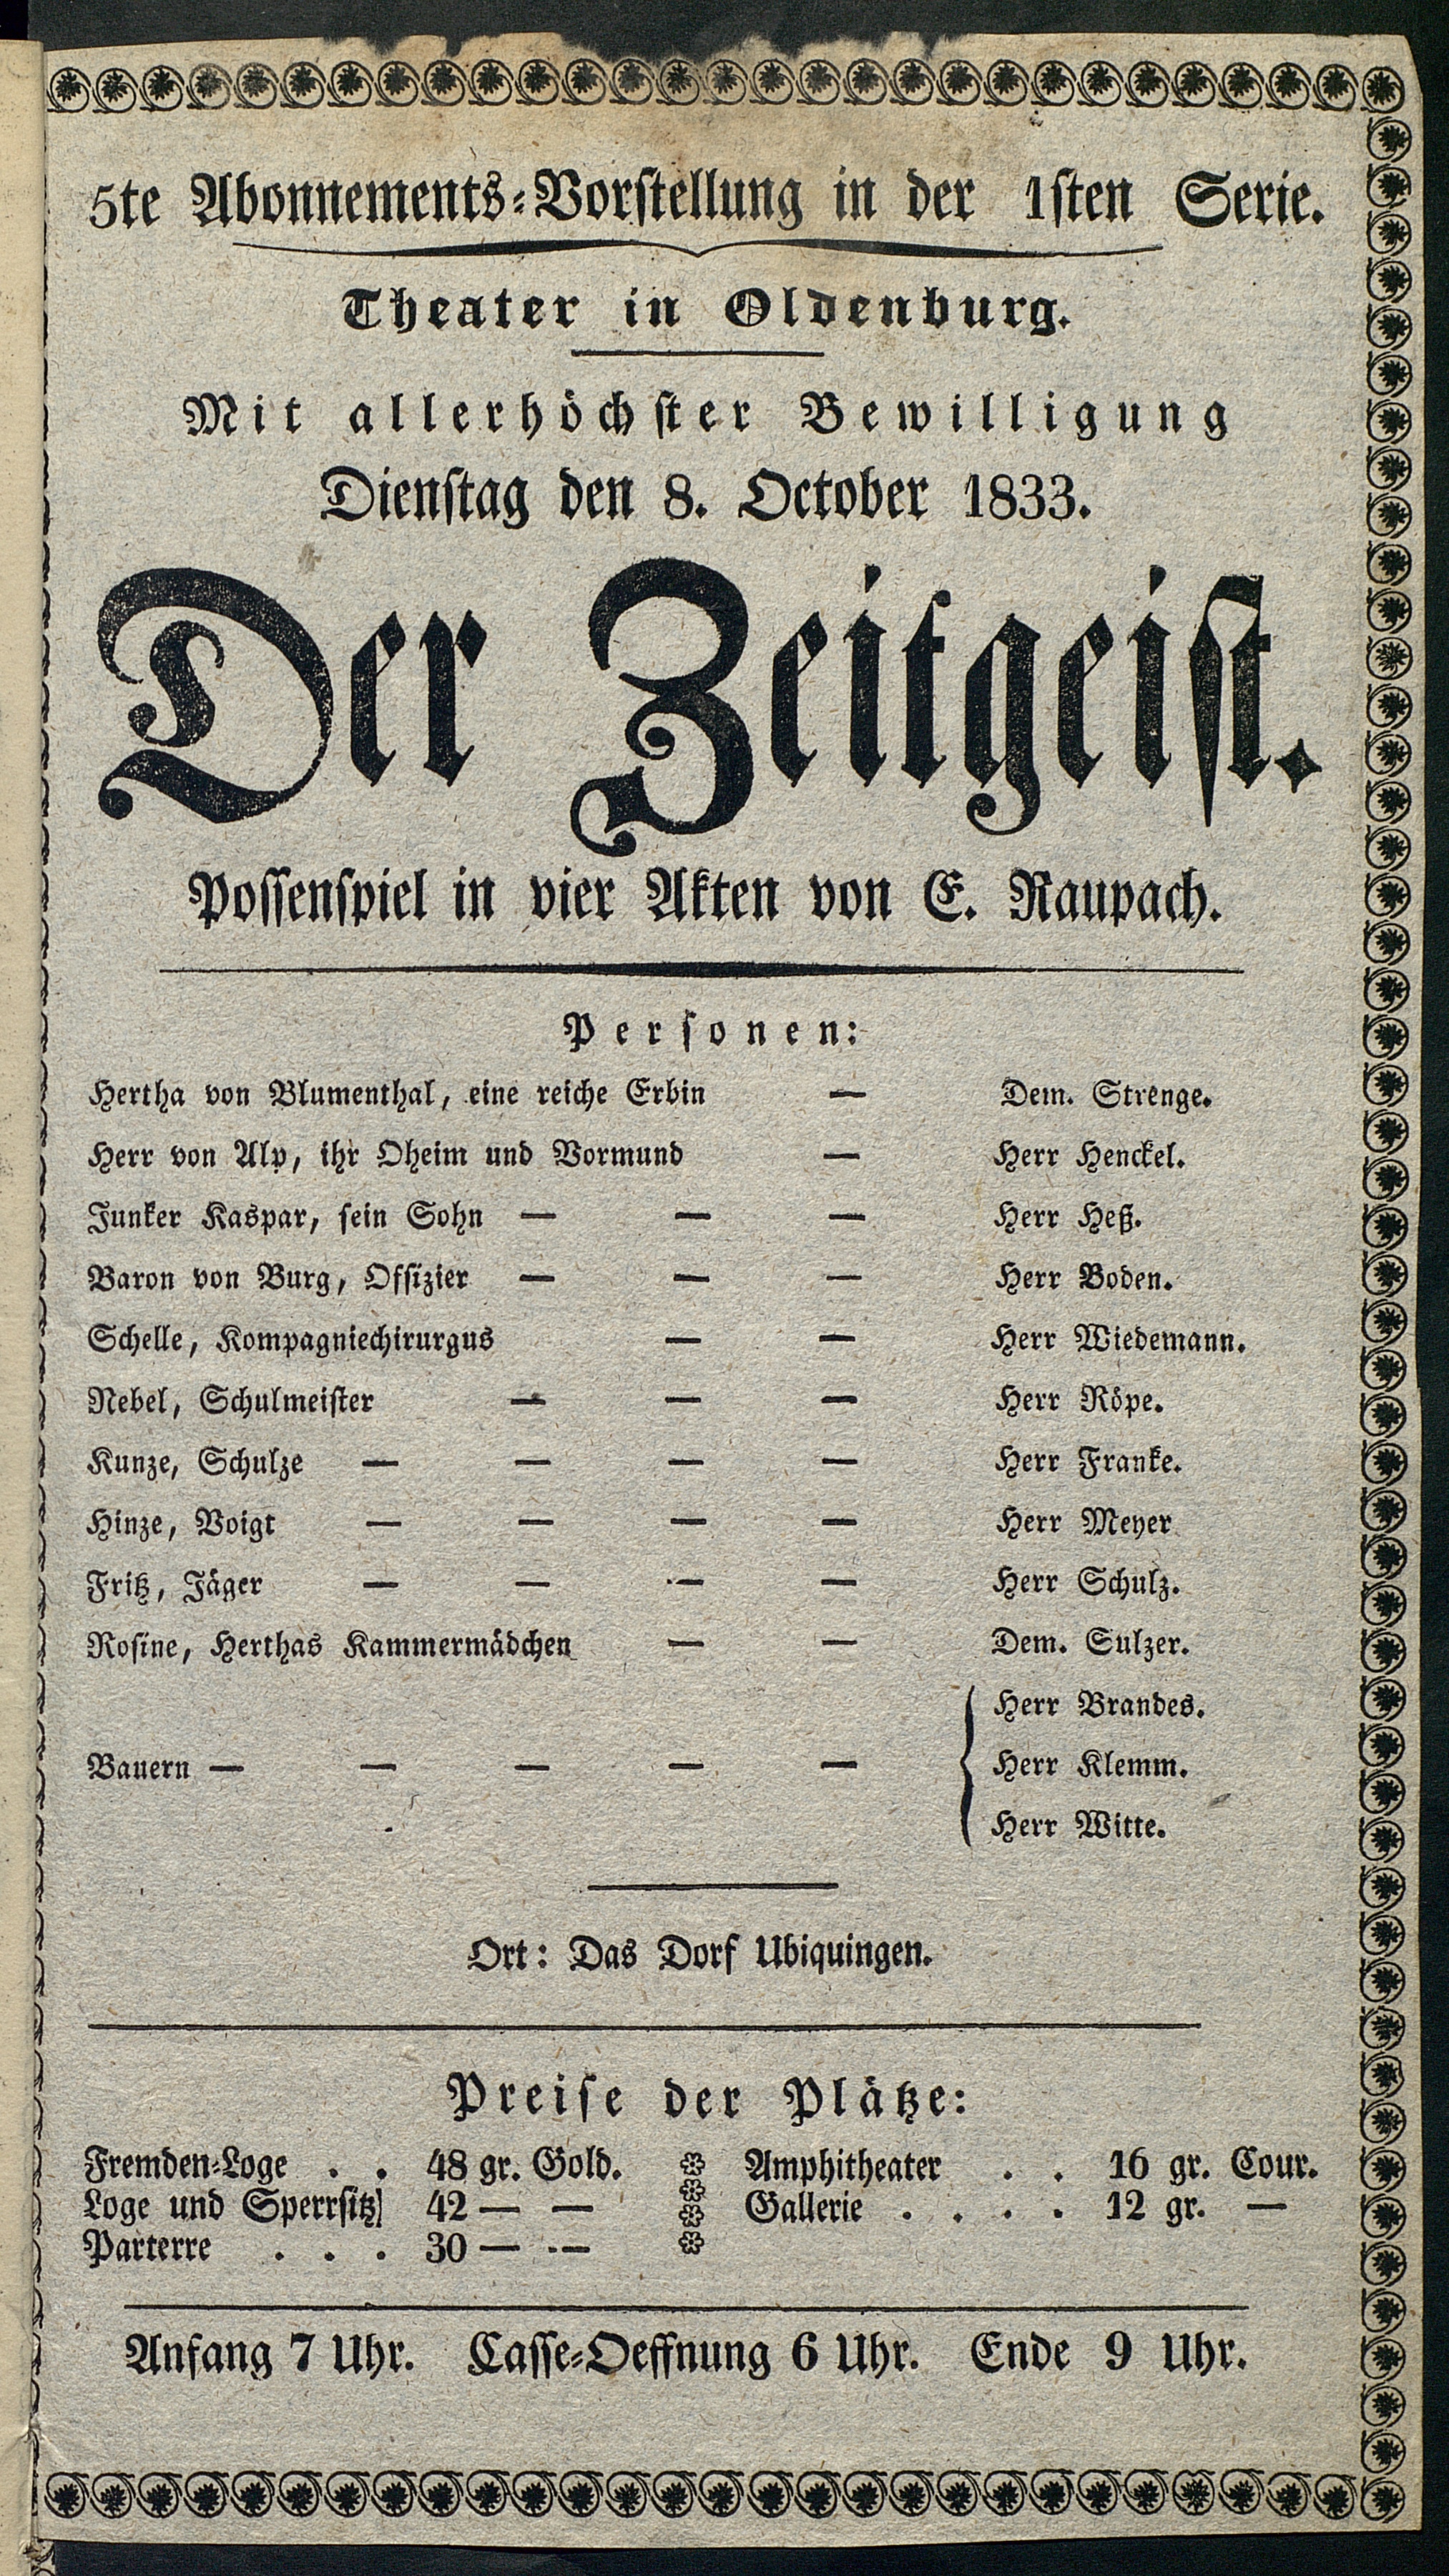 5te Abonnements-Vorstellung in der 1sten Serie.
Theater in Oldenburg.
Mit allerhöchster Bewilligung
Dienstag den 8. October 1833.
Der Zeitgeist.
Possenspiel in vier Akten von E. Raupach.
Personen:
Hertha von Blumenthal, eine reiche Erbin — Dem. Strenge.
Herr von Alp, ihr Oheim und Vormund — Herr Henckel.
Junker Kaspar, sein Sohn — — — Herr Heß.
Baron von Burg, Offizier — — — Herr Boden.
Schelle, Kompagniechirurgus — — Herr Wiedemann.
Nebel, Schulmeister — — — Herr Röpe.
Kunze, Schulze — — — — Herr Franke.
Hinze, Voigt — — — — Herr Meyer
Fritz, Jäger — — — — Herr Schulz.
Rosine, Herthas Kammermädchen — — Dem. Sulzer.
Herr Brandes.
Bauern — — — — — Herr Klemm.
Herr Witte.
Ort: Das Dorf Ubiquingen.
Preise der Plätze:
Fremden-Loge . . 48 gr. Gold. Amphitheater . . 16 gr. Cour.
Loge und Sperrsitz 42 — — Gallerie . . . . 12 gr. —
Parterre . . . 30 — —
Anfang 7 Uhr. Casse-Oeffnung 6 Uhr. Ende 9 Uhr.